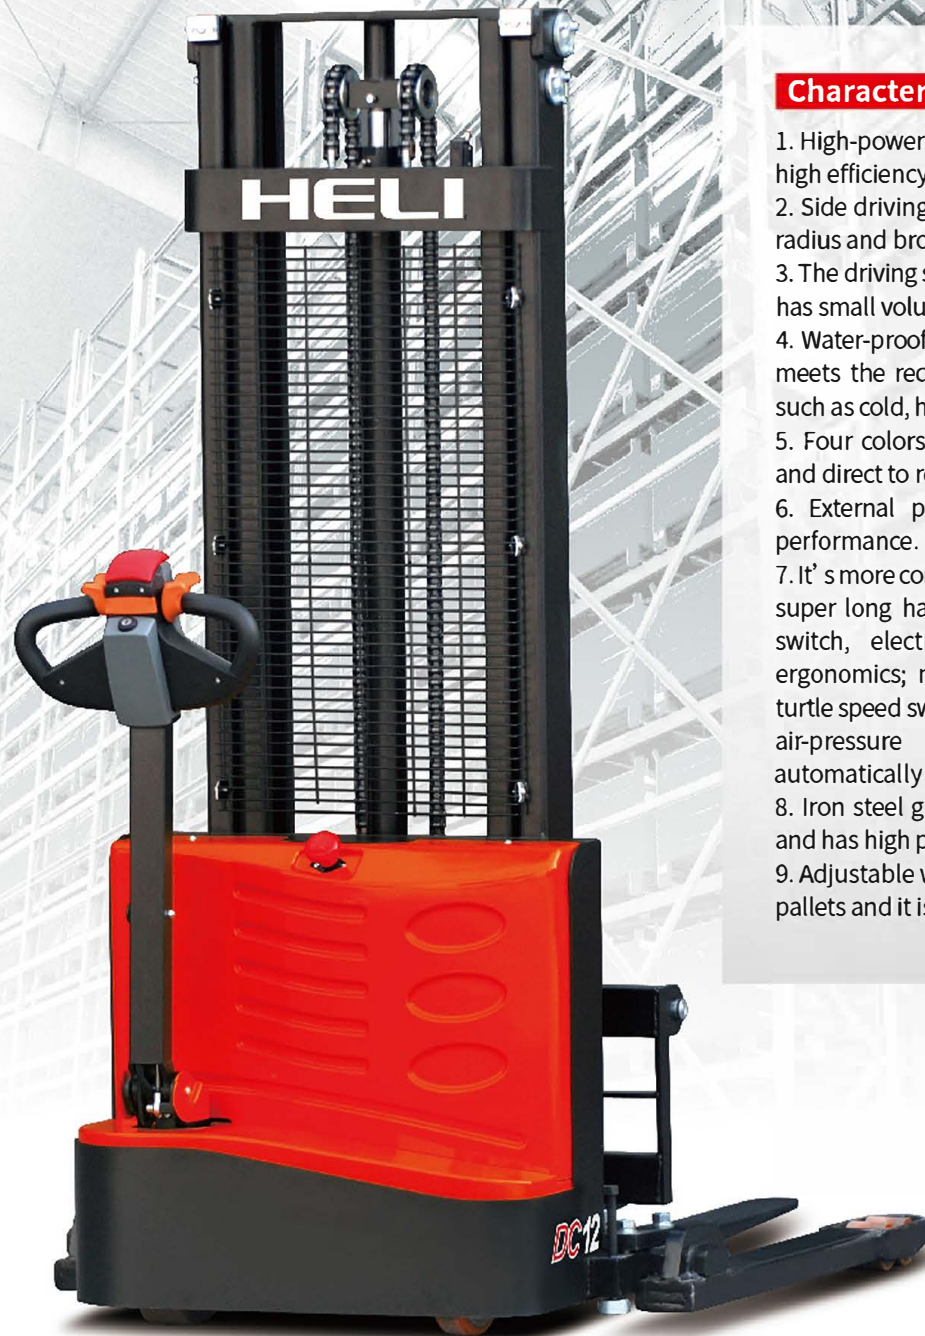 HELI
DC12
Character
1. High-power
high efficiency
2. Side driving
radius and bro
3. The driving s
has small volu
4. Water-proof
meets the req
such as cold, h
5. Four colors
and direct to r
6. External p
performance.
7. It’ s more co
super long ha
switch, elect
ergonomics; r
turtle speed sw
air-pressure
automatically
8. Iron steel g
and has high p
9. Adjustable w
pallets and it is